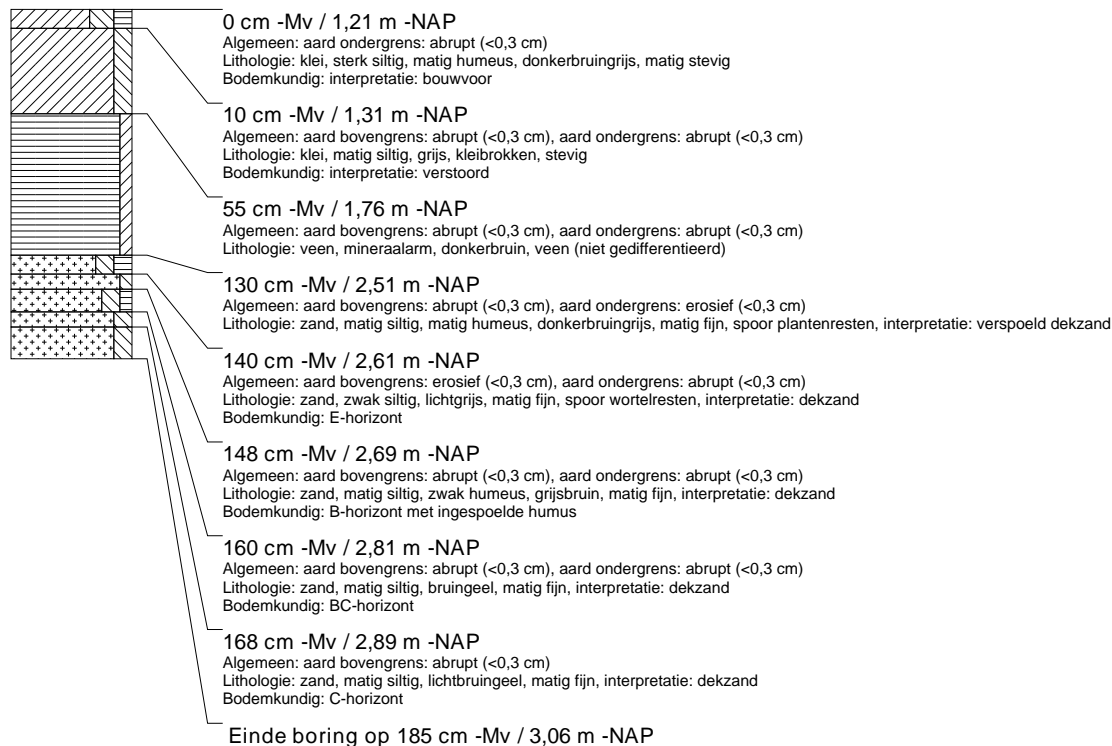 0 cm -Mv / 1,21 m -NAP
Algemeen: aard ondergrens: abrupt (<0,3 cm)
Lithologie: klei, sterk siltig, matig humeus, donkerbruingrijs, matig stevig
Bodemkundig: interpretatie: bouwvoor
10 cm -Mv / 1,31 m -NAP
Algemeen: aard bovengrens: abrupt (<0,3 cm), aard ondergrens: abrupt (<0,3 cm)
Lithologie: klei, matig siltig, grijs, kleibrokken, stevig
Bodemkundig: interpretatie: verstoord
55 cm -Mv / 1,76 m -NAP
Algemeen: aard bovengrens: abrupt (<0,3 cm), aard ondergrens: abrupt (<0,3 cm)
Lithologie: veen, mineraalarm, donkerbruin, veen (niet gedifferentieerd)
130 cm -Mv / 2,51 m -NAP
Algemeen: aard bovengrens: abrupt (<0,3 cm), aard ondergrens: erosief (<0,3 cm)
Lithologie: zand, matig siltig, matig humeus, donkerbruingrijs, matig fijn, spoor plantenresten, interpretatie: verspoeld dekzand
140 cm -Mv / 2,61 m -NAP
Algemeen: aard bovengrens: erosief (<0,3 cm), aard ondergrens: abrupt (<0,3 cm)
Lithologie: zand, zwak siltig, lichtgrijs, matig fijn, spoor wortelresten, interpretatie: dekzand
Bodemkundig: E-horizont
148 cm -Mv / 2,69 m -NAP
Algemeen: aard bovengrens: abrupt (<0,3 cm), aard ondergrens: abrupt (<0,3 cm)
Lithologie: zand, matig siltig, zwak humeus, grijsbruin, matig fijn, interpretatie: dekzand
Bodemkundig: B-horizont met ingespoelde humus
160 cm -Mv / 2,81 m -NAP
Algemeen: aard bovengrens: abrupt (<0,3 cm), aard ondergrens: abrupt (<0,3 cm)
Lithologie: zand, matig siltig, bruingeel, matig fijn, interpretatie: dekzand
Bodemkundig: BC-horizont
168 cm -Mv / 2,89 m -NAP
Algemeen: aard bovengrens: abrupt (<0,3 cm)
Lithologie: zand, matig siltig, lichtbruingeel, matig fijn, interpretatie: dekzand
Bodemkundig: C-horizont
Einde boring op 185 cm -Mv / 3,06 m -NAP